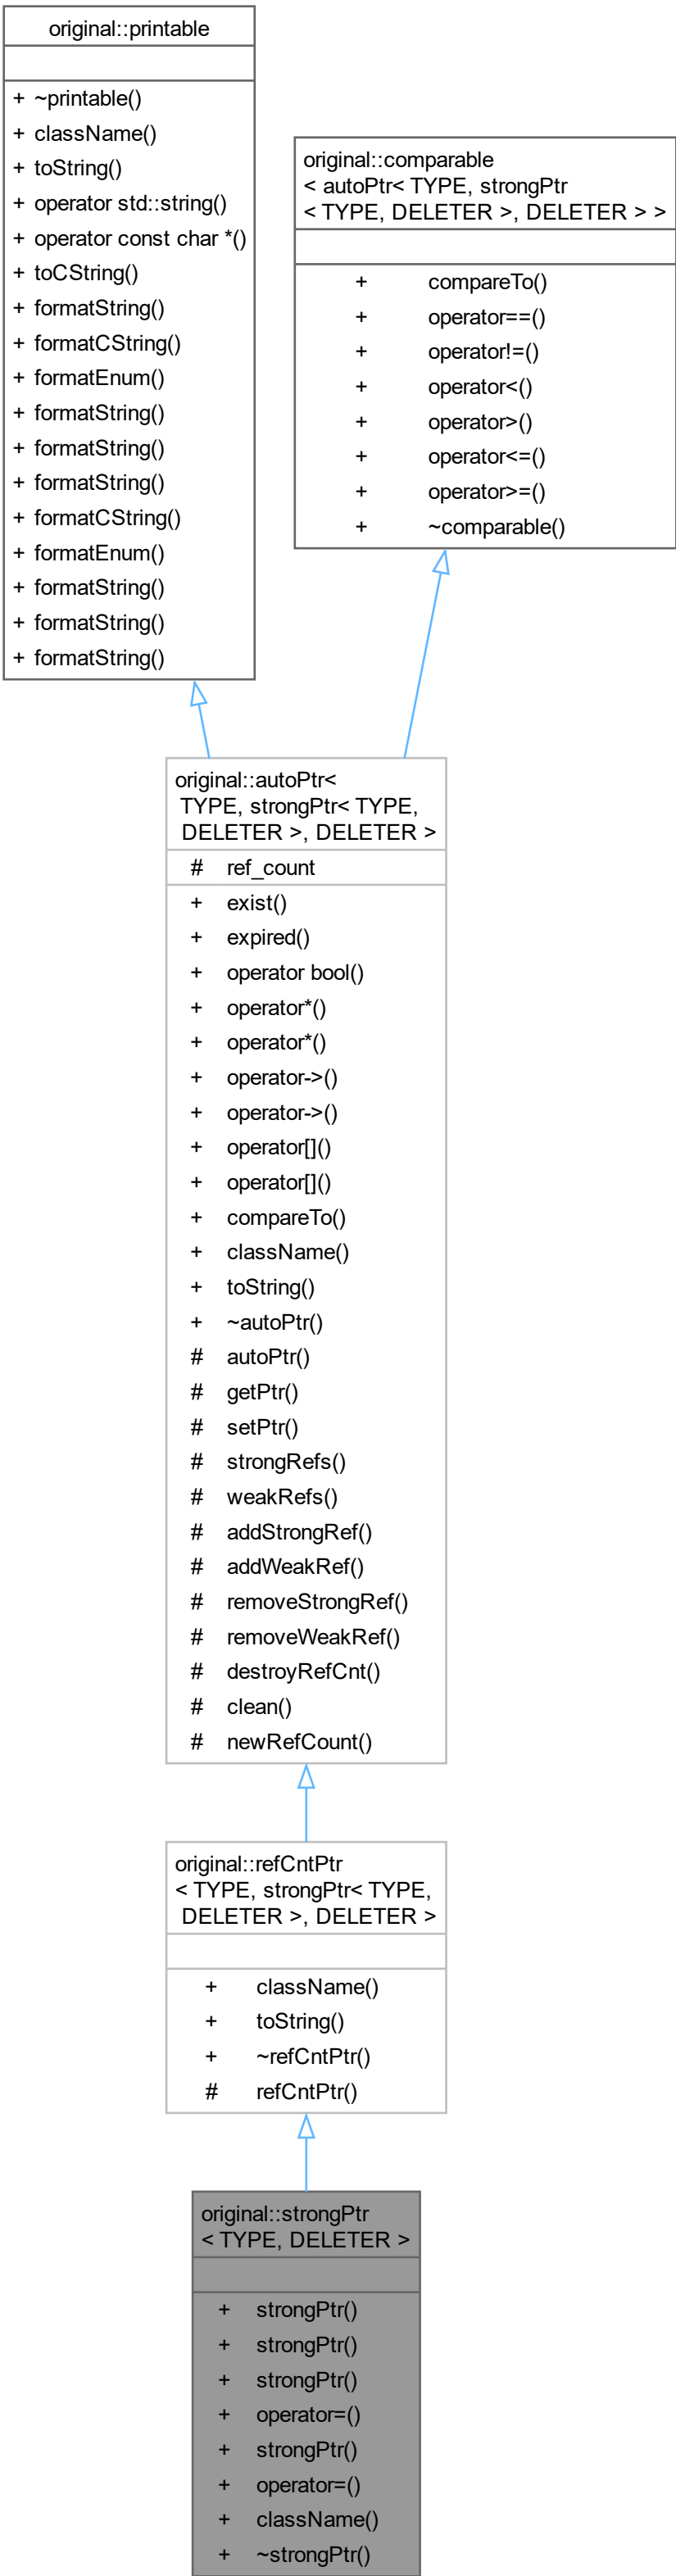 original::printable
+ ~printable()
+ className()
+ toString()
+ operator std::string()
+ operator const char *()
+ toCString()
+ formatString()
+ formatCString()
+ formatEnum()
+ formatString()
+ formatString()
+ formatString()
+ formatCString()
+ formatEnum()
+ formatString()
+ formatString()
+ formatString()
original::comparable
< autoPtr< TYPE, strongPtr
< TYPE, DELETER >, DELETER > >
+ compareTo()
+ operator==()
+ operator!=()
+ operator<()
+ operator>()
+ operator<=()
+ operator>=()
+ ~comparable()
original::autoPtr<
TYPE, strongPtr< TYPE,
DELETER >, DELETER >
# ref_count
+ exist()
+ expired()
+ operator bool()
+ operator*()
+ operator*()
+ operator->()
+ operator->()
+ operator[]()
+ operator[]()
+ compareTo()
+ className()
+ toString()
+ ~autoPtr()
# autoPtr()
# getPtr()
# setPtr()
# strongRefs()
# weakRefs()
# addStrongRef()
# addWeakRef()
# removeStrongRef()
# removeWeakRef()
# destroyRefCnt()
# clean()
# newRefCount()
original::refCntPtr
< TYPE, strongPtr< TYPE,
DELETER >, DELETER >
+ className()
+ toString()
+ ~refCntPtr()
# refCntPtr()
original::strongPtr
< TYPE, DELETER >
+ strongPtr()
+ strongPtr()
+ strongPtr()
+ operator=()
+ strongPtr()
+ operator=()
+ className()
+ ~strongPtr()